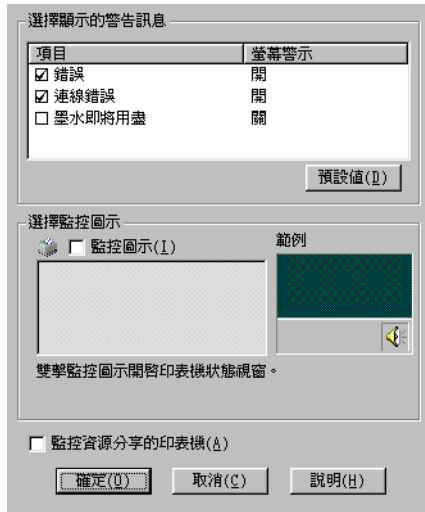 選擇顯示的警告訊息
項目 螢幕警示
錯誤 開
連線錯誤 開
墨水即將用盡 關
預設值(D)
選擇監控圖示
監控圖示(I) 範例
雙擊監控圖示開啓印表機狀態視窗。
監控資源分享的印表機(A)
確定(O) 取消(C) 説明(H)